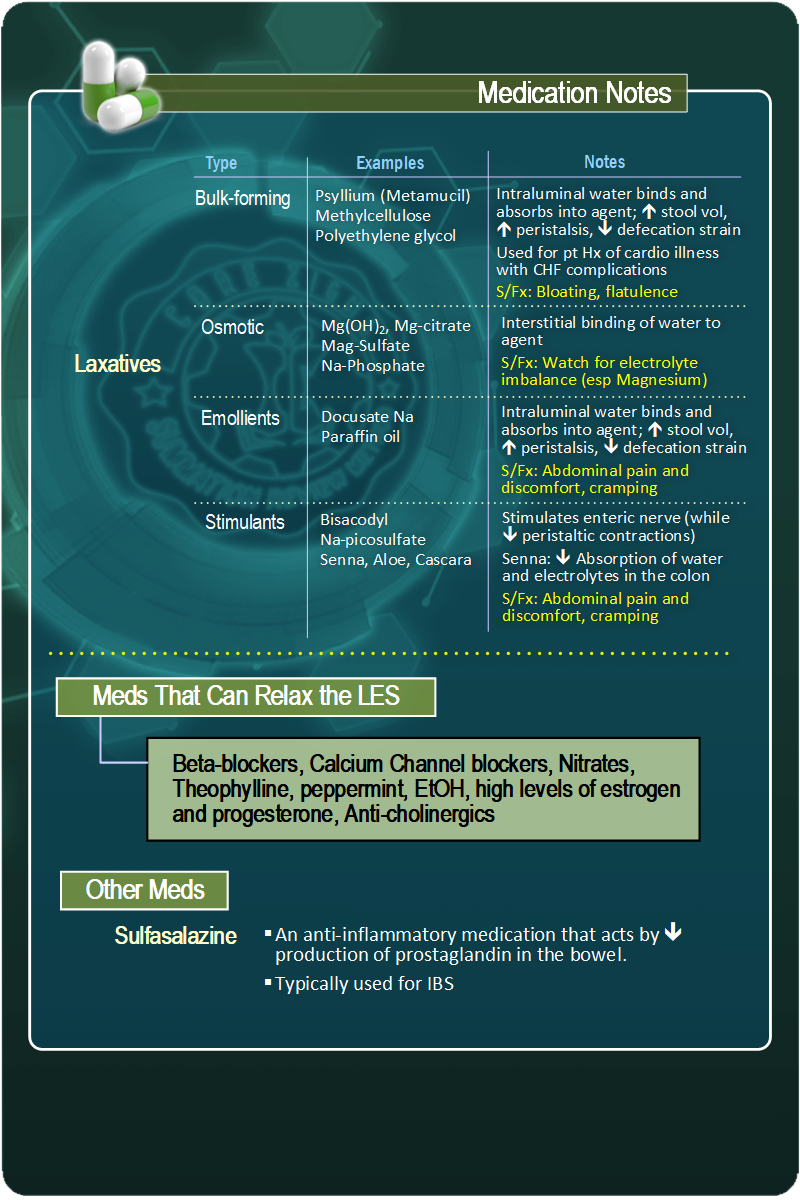 Medication Notes
Type
Examples
Notes
Laxatives
Bulk-forming
Psyllium (Metamucil)
Methylcellulose
Polyethylene glycol
Intraluminal water binds and
absorbs into agent; 🡹 stool vol,
🡹 peristalsis, 🡻 defecation strain
Used for pt Hx of cardio illness
with CHF complications
S/Fx: Bloating, flatulence
Osmotic
Mg(OH)₂, Mg-citrate
Mag-Sulfate
Na-Phosphate
Interstitial binding of water to
agent
S/Fx: Watch for electrolyte
imbalance (esp Magnesium)
Emollients
Docusate Na
Paraffin oil
Intraluminal water binds and
absorbs into agent; 🡹 stool vol,
🡹 peristalsis, 🡻 defecation strain
S/Fx: Abdominal pain and
discomfort, cramping
Stimulants
Bisacodyl
Na-picosulfate
Senna, Aloe, Cascara
Stimulates enteric nerve (while
🡻 peristaltic contractions)
Senna: 🡻 Absorption of water
and electrolytes in the colon
S/Fx: Abdominal pain and
discomfort, cramping
Meds That Can Relax the LES
Beta-blockers, Calcium Channel blockers, Nitrates,
Theophylline, peppermint, EtOH, high levels of estrogen
and progesterone, Anti-cholinergics
Other Meds
Sulfasalazine
▪ An anti-inflammatory medication that acts by 🡻
production of prostaglandin in the bowel.
▪ Typically used for IBS